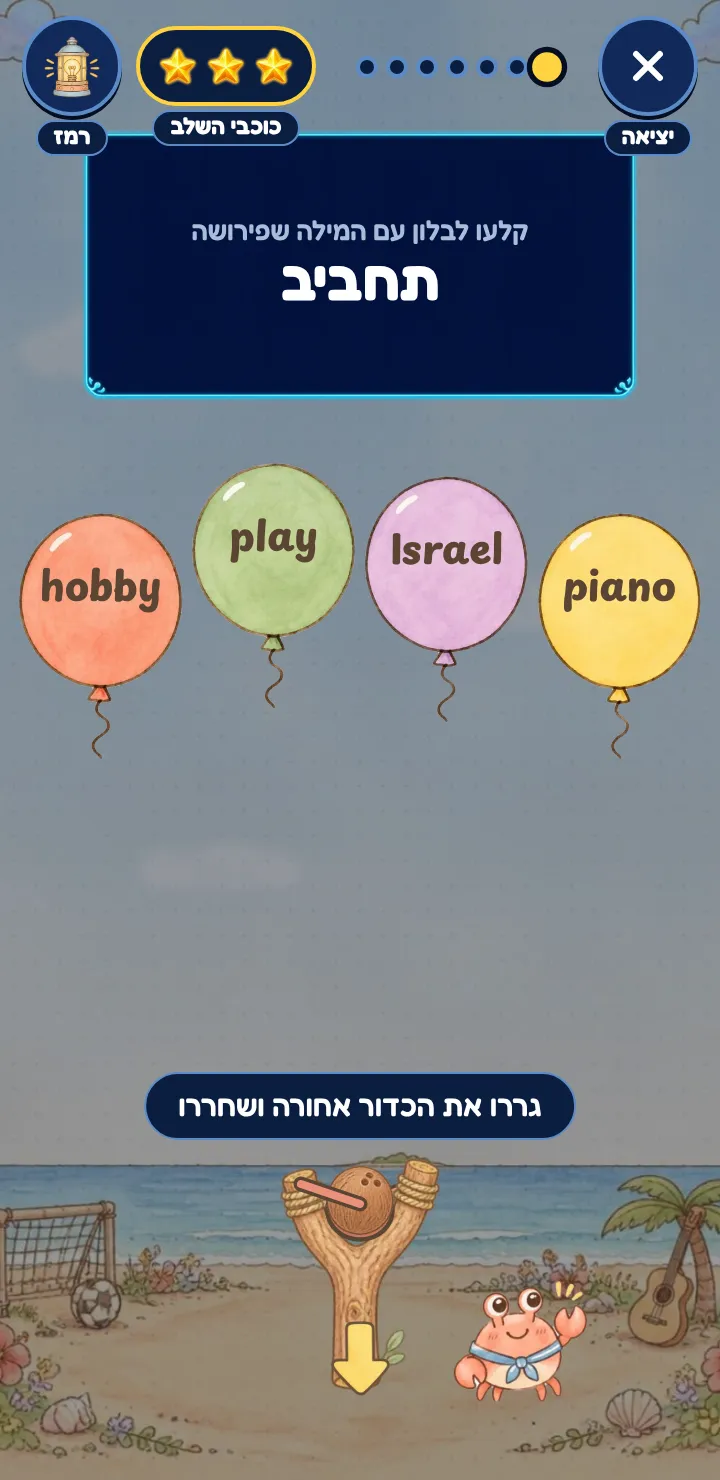 רמז
כוכבי השלב
יציאה
קלעו לבלון עם המילה שפירושה
תחביב
hobby
play
Israel
piano
גררו את הכדור אחורה ושחררו